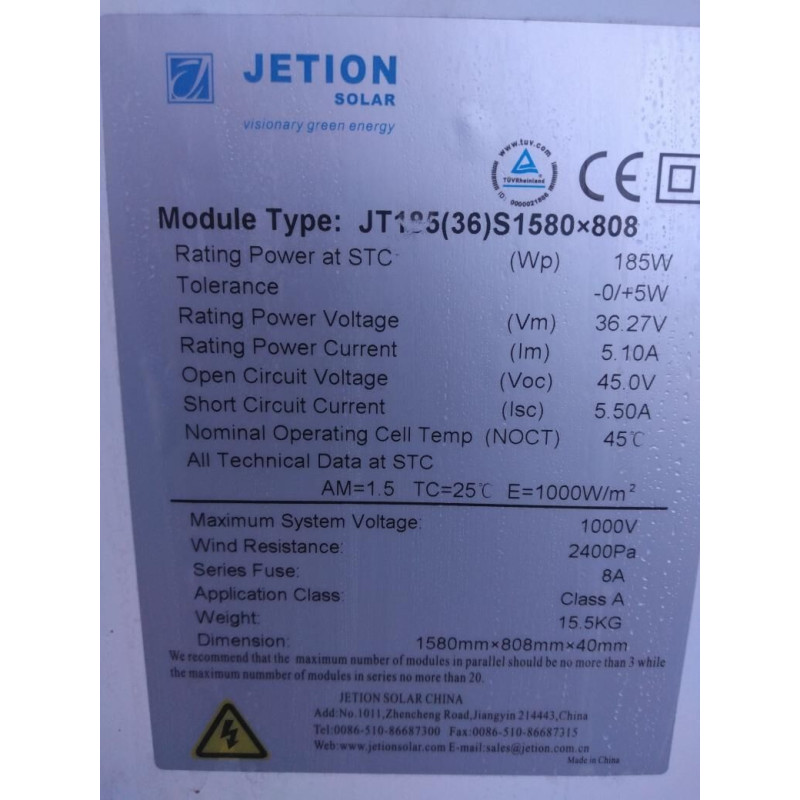 JETION
SOLAR
visionary green energy
www.tuv.com
TÜVRheinland
ID: 0000021808
CE
Module Type: JT185(36)S1580×808
Rating Power at STC (Wp) 185W
Tolerance -0/+5W
Rating Power Voltage (Vm) 36.27V
Rating Power Current (Im) 5.10A
Open Circuit Voltage (Voc) 45.0V
Short Circuit Current (Isc) 5.50A
Nominal Operating Cell Temp (NOCT) 45℃
All Technical Data at STC
AM=1.5 TC=25℃ E=1000W/m²
Maximum System Voltage: 1000V
Wind Resistance: 2400Pa
Series Fuse: 8A
Application Class: Class A
Weight: 15.5KG
Dimension: 1580mm×808mm×40mm
We recommend that the maximum number of modules in parallel should be no more than 3 while
the maximum nummber of modules in series no more than 20.
JETION SOLAR CHINA
Add:No.1011,Zhencheng Road,Jiangyin 214443,China
Tel:0086-510-86687300 Fax:0086-510-86687315
Web:www.jetionsolar.com E-mail:sales@jetion.com.cn
Made in China